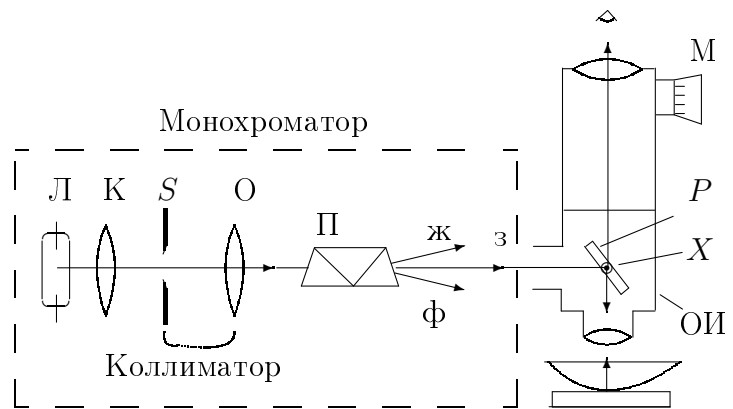 М
Монохроматор
Л К S О
П
ж
з
ф
P
X
ОИ
Коллиматор